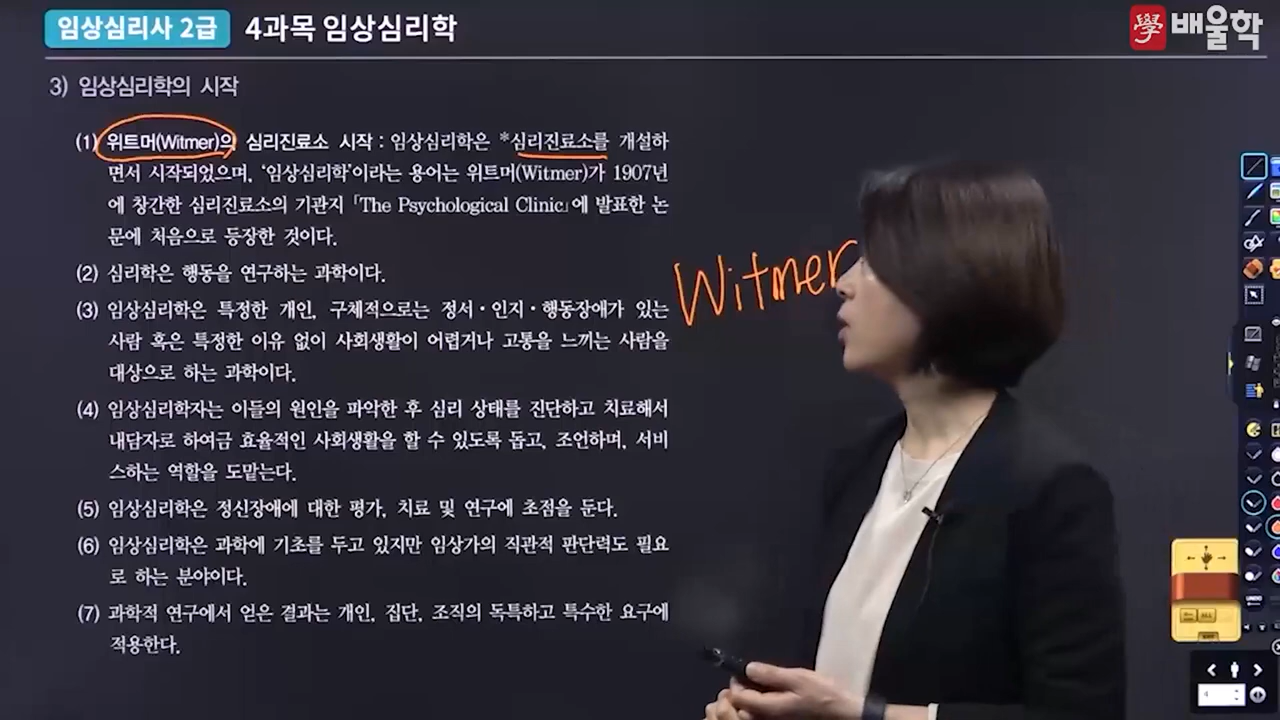 임상심리사 2급 4과목 임상심리학
學 배울학
3) 임상심리학의 시작
(1) 위트머(Witmer)의 심리진료소 시작 : 임상심리학은 *심리진료소를 개설하
면서 시작되었으며, ‘임상심리학’이라는 용어는 위트머(Witmer)가 1907년
에 창간한 심리진료소의 기관지 「The Psychological Clinic」에 발표한 논
문에 처음으로 등장한 것이다.
(2) 심리학은 행동을 연구하는 과학이다.
Witmer
(3) 임상심리학은 특정한 개인, 구체적으로는 정서·인지·행동장애가 있는
사람 혹은 특정한 이유 없이 사회생활이 어렵거나 고통을 느끼는 사람을
대상으로 하는 과학이다.
(4) 임상심리학자는 이들의 원인을 파악한 후 심리 상태를 진단하고 치료해서
내담자로 하여금 효율적인 사회생활을 할 수 있도록 돕고, 조언하며, 서비
스하는 역할을 도맡는다.
(5) 임상심리학은 정신장애에 대한 평가, 치료 및 연구에 초점을 둔다.
(6) 임상심리학은 과학에 기초를 두고 있지만 임상가의 직관적 판단력도 필요
로 하는 분야이다.
(7) 과학적 연구에서 얻은 결과는 개인, 집단, 조직의 독특하고 특수한 요구에
적용한다.
4